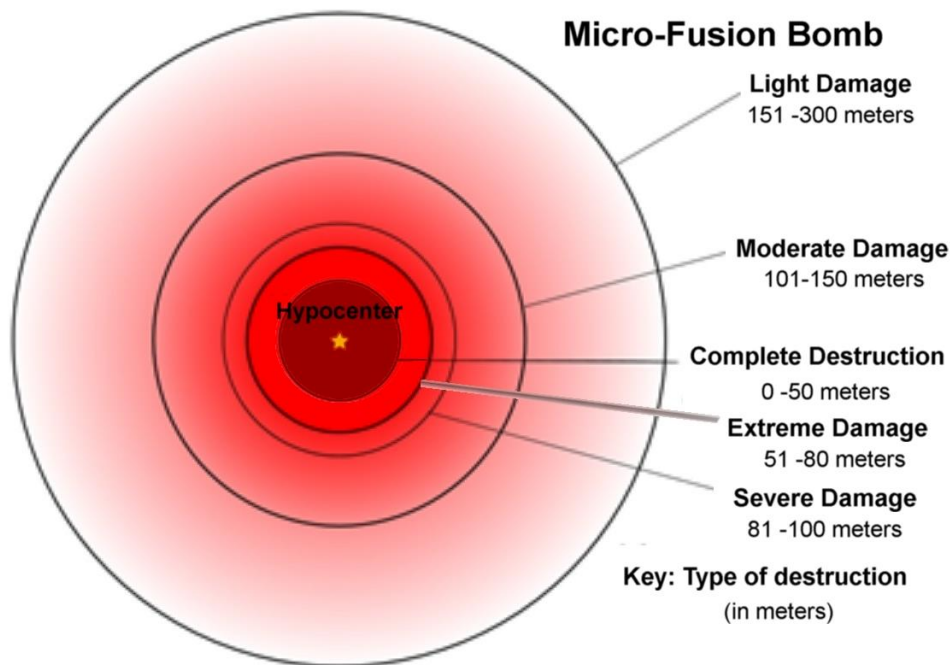 Micro-Fusion Bomb
Light Damage
151 -300 meters
Moderate Damage
101-150 meters
Hypocenter
Complete Destruction
0 -50 meters
Extreme Damage
51 -80 meters
Severe Damage
81 -100 meters
Key: Type of destruction
(in meters)